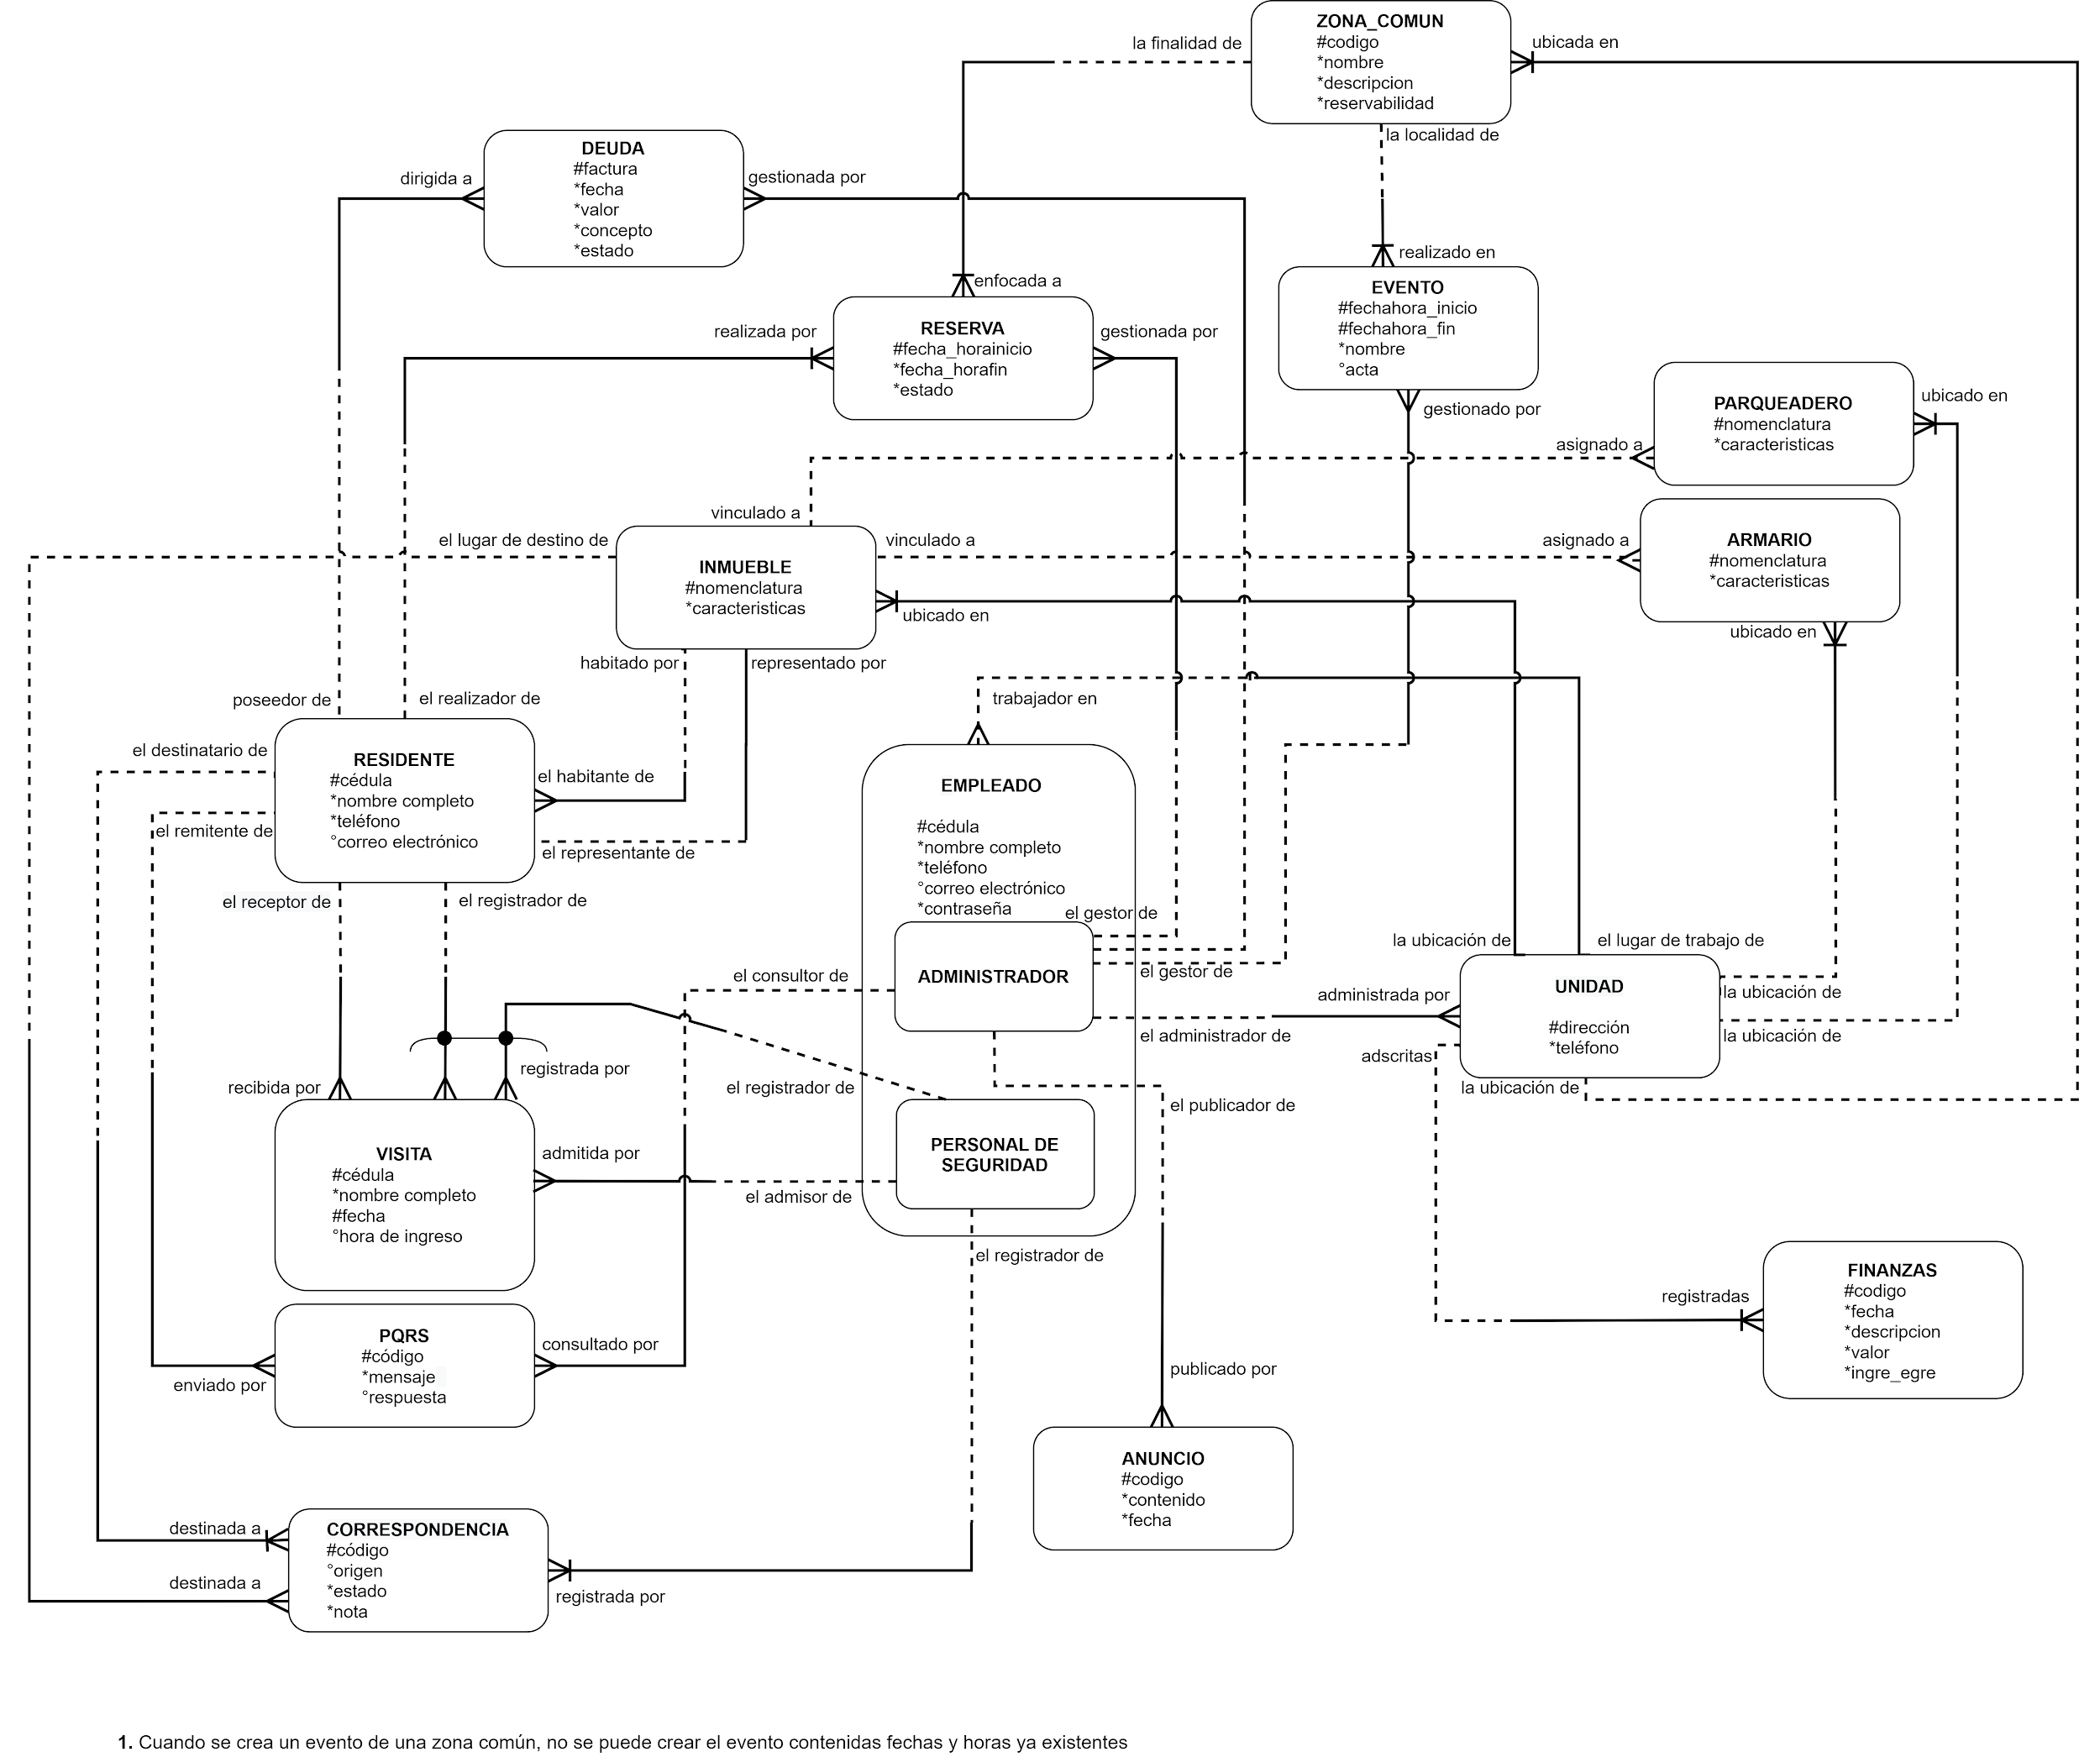 ZONA_COMUN
#codigo
*nombre
*descripcion
*reservabilidad
la finalidad de
ubicada en
la localidad de
DEUDA
#factura
*fecha
*valor
*concepto
*estado
dirigida a
gestionada por
realizado en
enfocada a
EVENTO
#fechahora_inicio
#fechahora_fin
*nombre
°acta
RESERVA
#fecha_horainicio
*fecha_horafin
*estado
realizada por
gestionada por
gestionado por
PARQUEADERO
#nomenclatura
*caracteristicas
ubicado en
asignado a
vinculado a
el lugar de destino de
vinculado a
asignado a
INMUEBLE
#nomenclatura
*caracteristicas
ARMARIO
#nomenclatura
*caracteristicas
ubicado en
ubicado en
habitado por
representado por
poseedor de
el realizador de
trabajador en
el destinatario de
RESIDENTE
#cédula
*nombre completo
*teléfono
°correo electrónico
el habitante de
el remitente de
el representante de
EMPLEADO
#cédula
*nombre completo
*teléfono
°correo electrónico
*contraseña
el gestor de
el receptor de
el registrador de
la ubicación de
el lugar de trabajo de
el consultor de
ADMINISTRADOR
el gestor de
UNIDAD
#dirección
*teléfono
la ubicación de
administrada por
el administrador de
la ubicación de
adscritas
la ubicación de
registrada por
recibida por
el registrador de
el publicador de
VISITA
#cédula
*nombre completo
#fecha
°hora de ingreso
admitida por
PERSONAL DE
SEGURIDAD
el admisor de
el registrador de
FINANZAS
#codigo
*fecha
*descripcion
*valor
*ingre_egre
registradas
PQRS
#código
*mensaje
°respuesta
consultado por
enviado por
publicado por
ANUNCIO
#codigo
*contenido
*fecha
destinada a
CORRESPONDENCIA
#código
°origen
*estado
*nota
destinada a
registrada por
1. Cuando se crea un evento de una zona común, no se puede crear el evento contenidas fechas y horas ya existentes